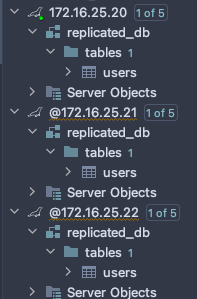 172.16.25.20 1 of 5
replicated_db
tables 1
users
Server Objects
@172.16.25.21 1 of 5
replicated_db
tables 1
users
Server Objects
@172.16.25.22 1 of 5
replicated_db
tables 1
users
Server Objects